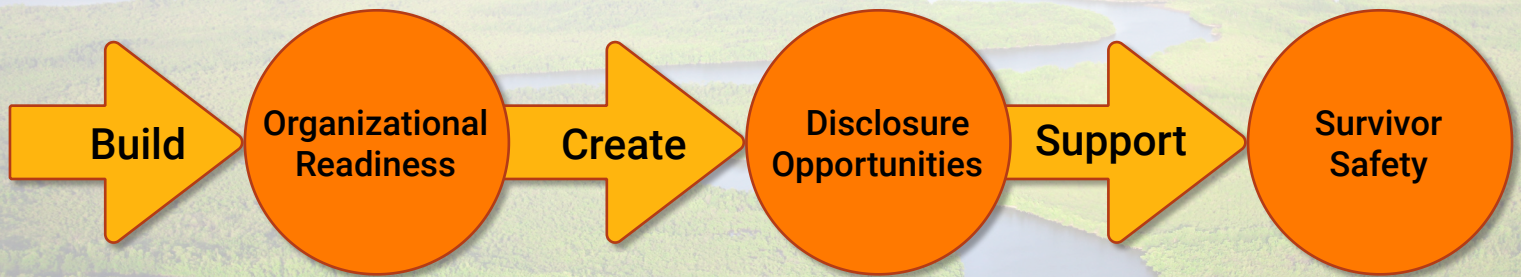 Build
Organizational
Readiness
Create
Disclosure
Opportunities
Support
Survivor
Safety